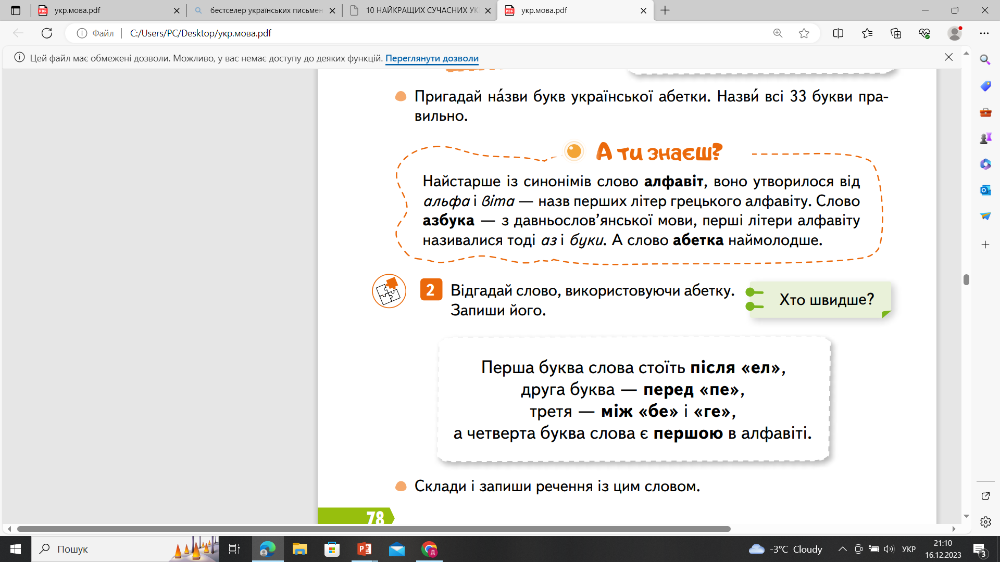 укр.мова.pdf
бестселер українських письмен
10 НАЙКРАЩИХ СУЧАСНИХ УК
укр.мова.pdf
Файл
C:/Users/PC/Desktop/укр.мова.pdf
Цей файл має обмежені дозволи. Можливо, у вас немає доступу до деяких функцій. Переглянути дозволи
Пригадай на́зви букв української абетки. Назви́ всі 33 букви пра-
вильно.
А ти знаєш?
Найстарше із синонімів слово алфавіт, воно утворилося від
альфа і віта — назв перших літер грецького алфавіту. Слово
азбука — з давньослов’янської мови, перші літери алфавіту
називалися тоді аз і буки. А слово абетка наймолодше.
2 Відгадай слово, використовуючи абетку.
Запиши його.
Хто швидше?
Перша буква слова стоїть після «ел»,
друга буква — перед «пе»,
третя — між «бе» і «ге»,
а четверта буква слова є першою в алфавіті.
Склади і запиши речення із цим словом.
78
Пошук
-3°C Cloudy
УКР
21:10
16.12.2023
3